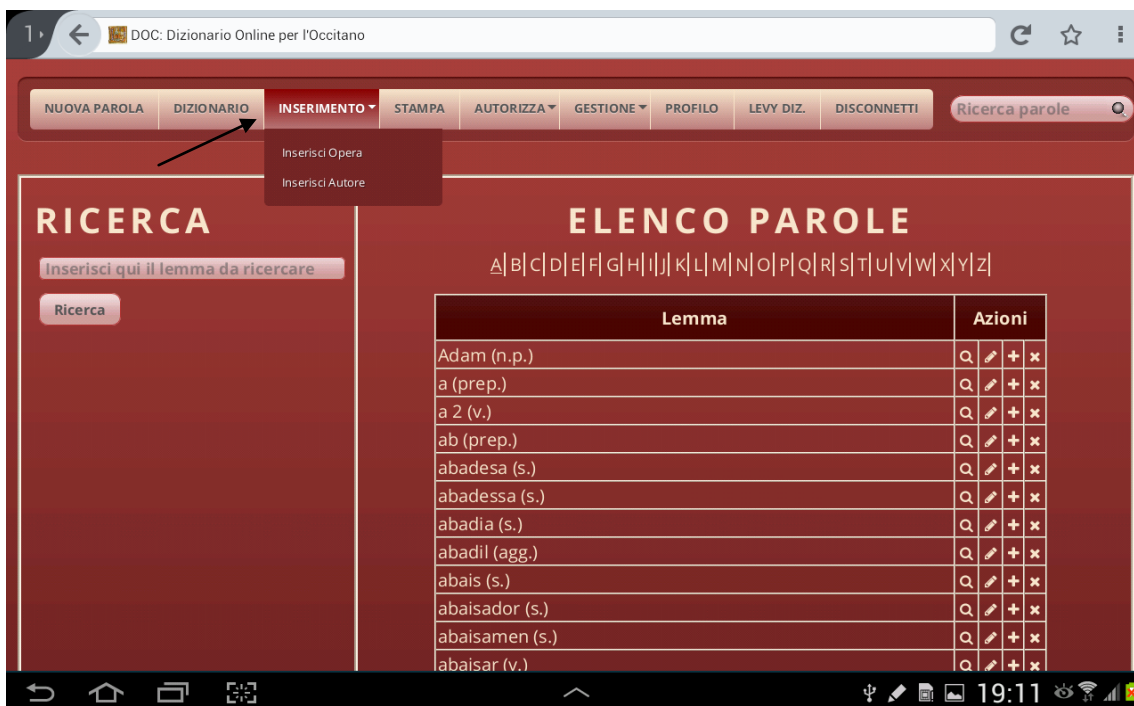 1
DOC: Dizionario Online per l'Occitano
NUOVA PAROLA DIZIONARIO INSERIMENTO STAMPA AUTORIZZA GESTIONE PROFILO LEVY DIZ. DISCONNETTI Ricerca parole
Inserisci Opera
Inserisci Autore
RICERCA
Inserisci qui il lemma da ricercare
Ricerca
ELENCO PAROLE
A|B|C|D|E|F|G|H|I|J|K|L|M|N|O|P|Q|R|S|T|U|V|W|X|Y|Z|
Lemma Azioni
Adam (n.p.)
a (prep.)
a 2 (v.)
ab (prep.)
abadesa (s.)
abadessa (s.)
abadia (s.)
abadil (agg.)
abais (s.)
abaisador (s.)
abaisamen (s.)
abaisar (v.)
19:11